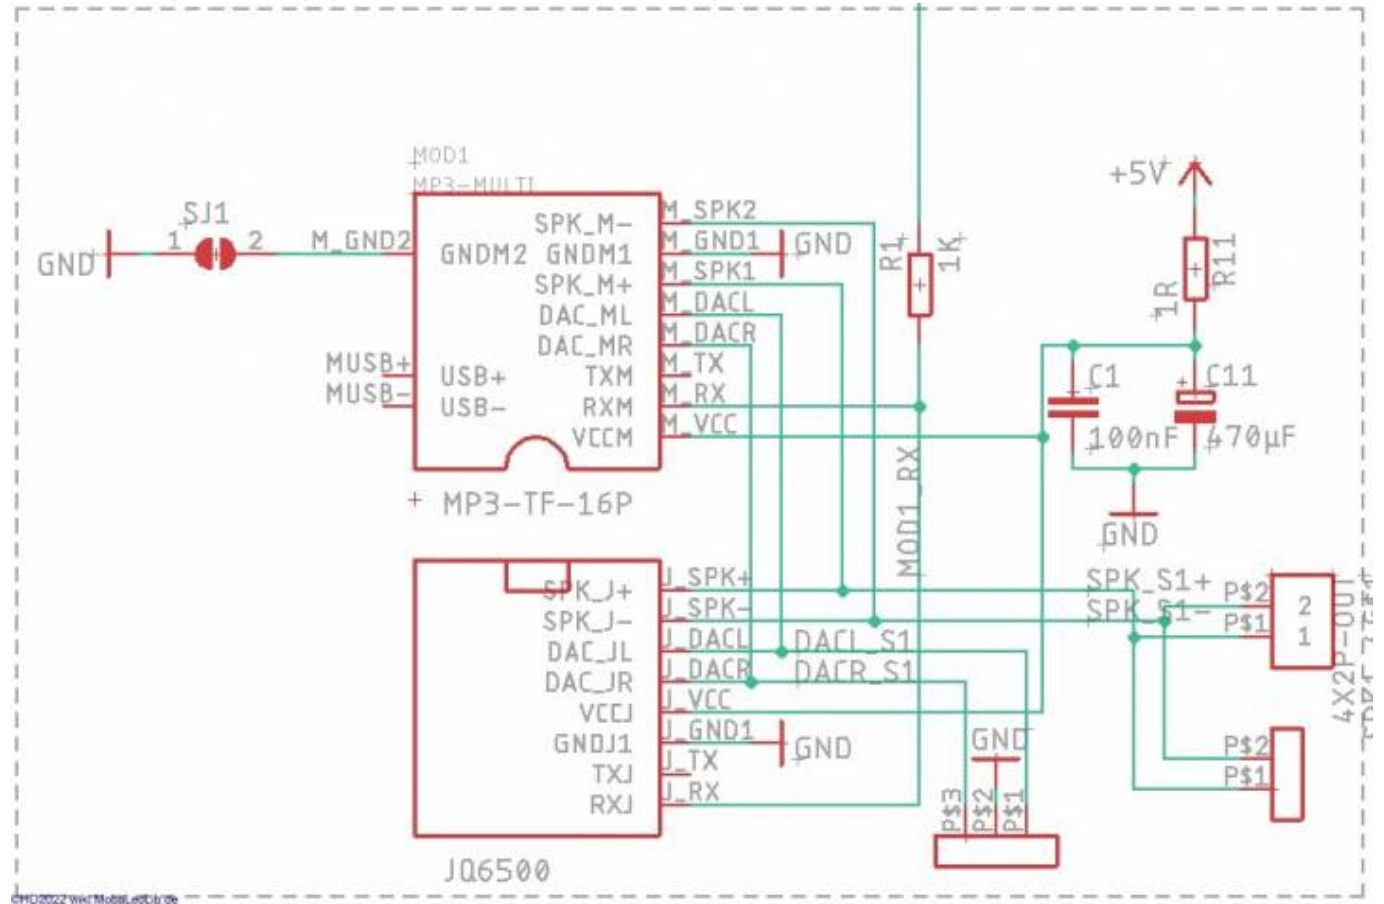 MOD1
MP3-MULTI
SJ1
1
2
M_GND2
GND
GNDM2
GNDM1
SPK_M-
SPK_M+
DAC_ML
DAC_MR
TXM
RXM
VCCM
USB+
USB-
MUSB+
MUSB-
M_SPK2
M_GND1
M_SPK1
M_DACL
M_DACR
M_TX
M_RX
M_VCC
GND
R1
1K
+5V
R11
1R
C1
100nF
C11
470µF
GND
MP3-TF-16P
MOD1_RX
SPK_J+
SPK_J-
DAC_JL
DAC_JR
VCCJ
GNDJ1
TXJ
RXJ
J_SPK+
J_SPK-
J_DACL
J_DACR
J_VCC
J_GND1
J_TX
J_RX
DACL_S1
DACR_S1
GND
GND
P$3
P$2
P$1
SPK_S1+
SPK_S1-
P$2
P$1
2
1
4X2P-OUT
P$2
P$1
JQ6500